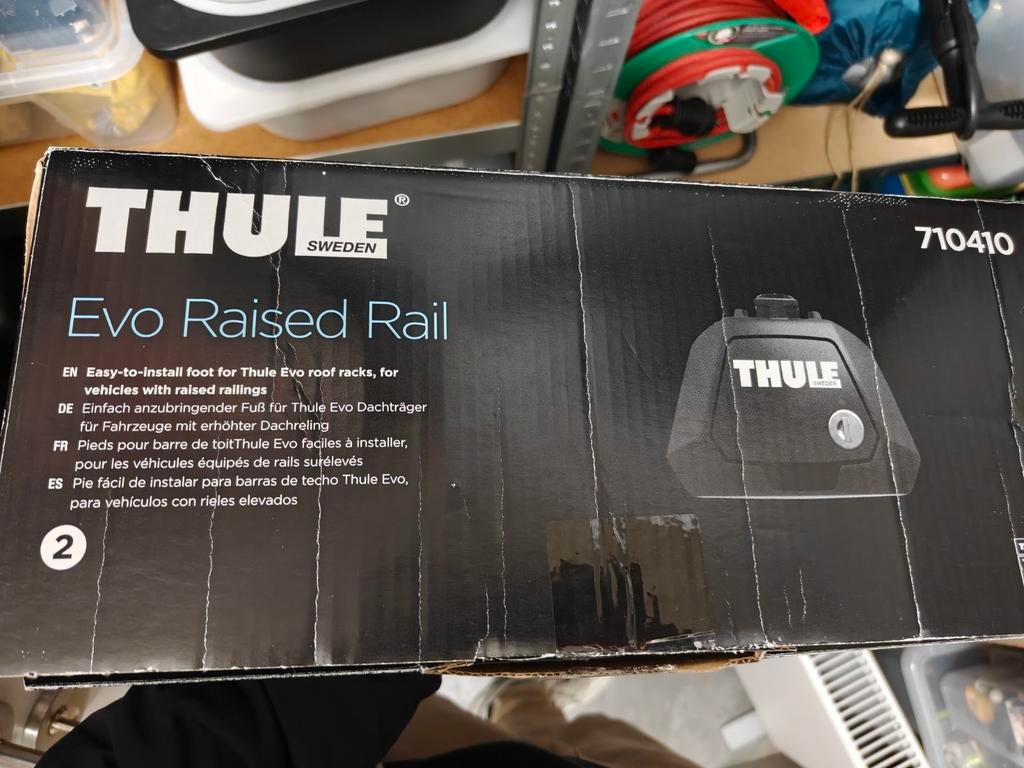 THULE®
SWEDEN
710410
Evo Raised Rail
EN Easy-to-install foot for Thule Evo roof racks, for
vehicles with raised railings
DE Einfach anzubringender Fuß für Thule Evo Dachträger
für Fahrzeuge mit erhöhter Dachreling
FR Pieds pour barre de toitThule Evo faciles à installer,
pour les véhicules équipés de rails surélevés
ES Pie fácil de instalar para barras de techo Thule Evo,
para vehículos con rieles elevados
2
THULE
SWEDEN